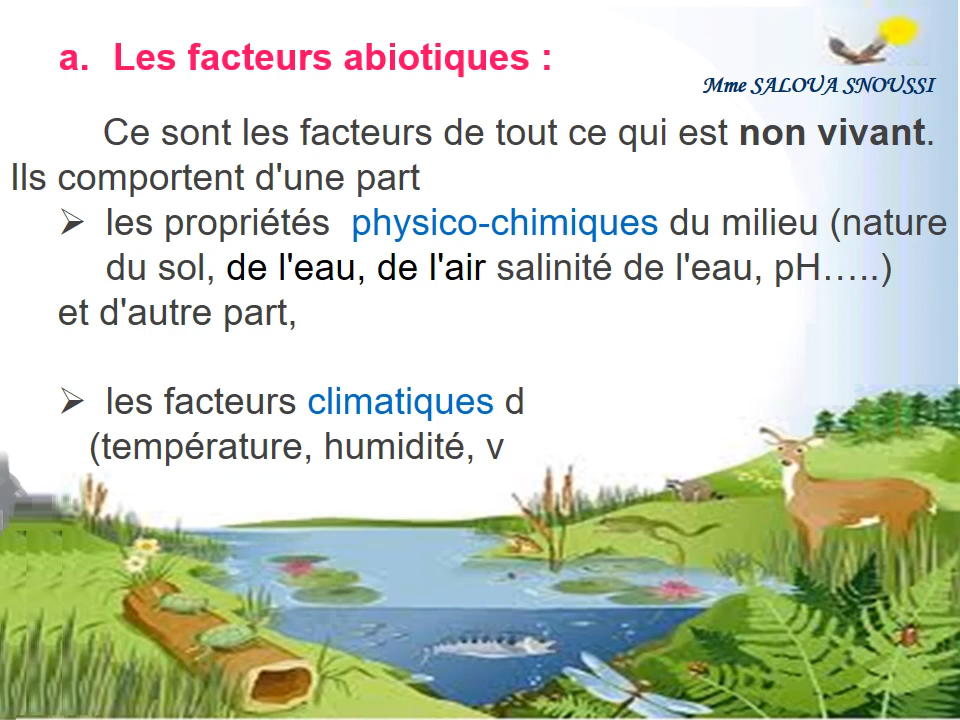 a. Les facteurs abiotiques :
Mme SALOUA SNOUSSI
Ce sont les facteurs de tout ce qui est non vivant.
Ils comportent d'une part
➢ les propriétés physico-chimiques du milieu (nature
du sol, de l'eau, de l'air salinité de l'eau, pH…..)
et d'autre part,
➢ les facteurs climatiques d
(température, humidité, v